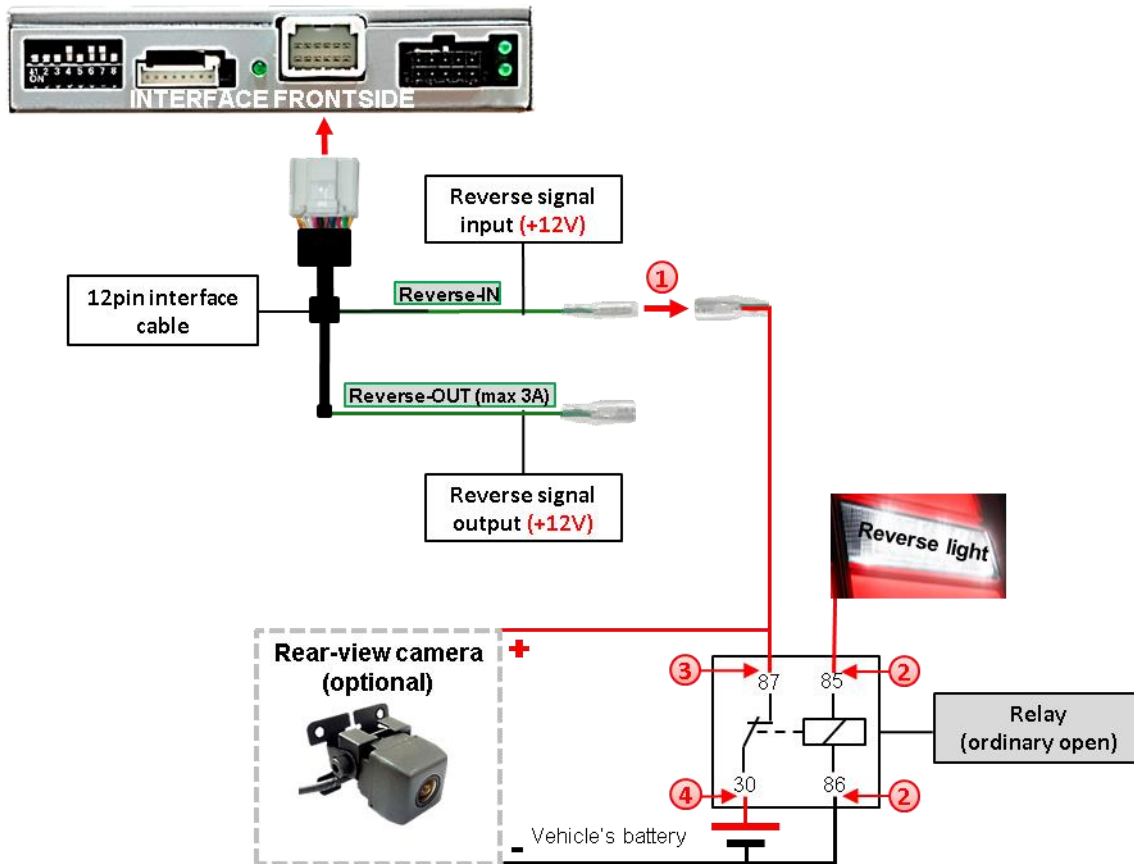 1 2 3 4 5 6 7 8
ON
INTERFACE FRONTSIDE
Reverse signal
input (+12V)
1
12pin interface
cable
Reverse-IN
Reverse-OUT (max 3A)
Reverse signal
output (+12V)
Reverse light
Rear-view camera
(optional)
+
3
87
85
2
Relay
(ordinary open)
4
30
86
2
-
Vehicle's battery